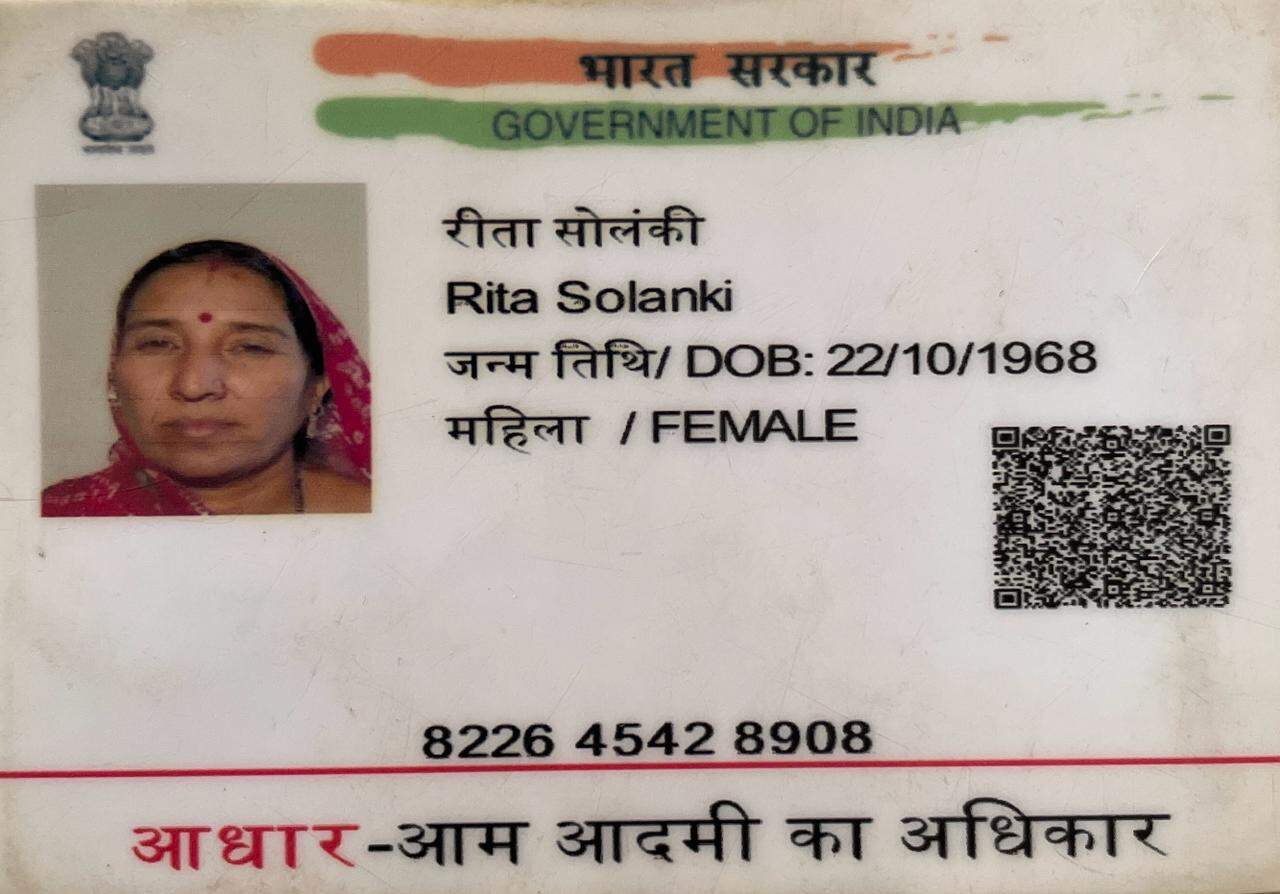 भारत सरकार
GOVERNMENT OF INDIA
रीता सोलंकी
Rita Solanki
जन्म तिथि/ DOB: 22/10/1968
महिला / FEMALE
8226 4542 8908
आधार-आम आदमी का अधिकार